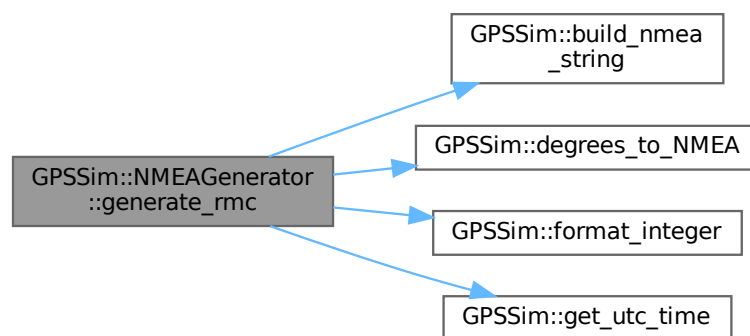 GPSSim::build_nmea
_string
GPSSim::degrees_to_NMEA
GPSSim::NMEAGenerator
::generate_rmc
GPSSim::format_integer
GPSSim::get_utc_time